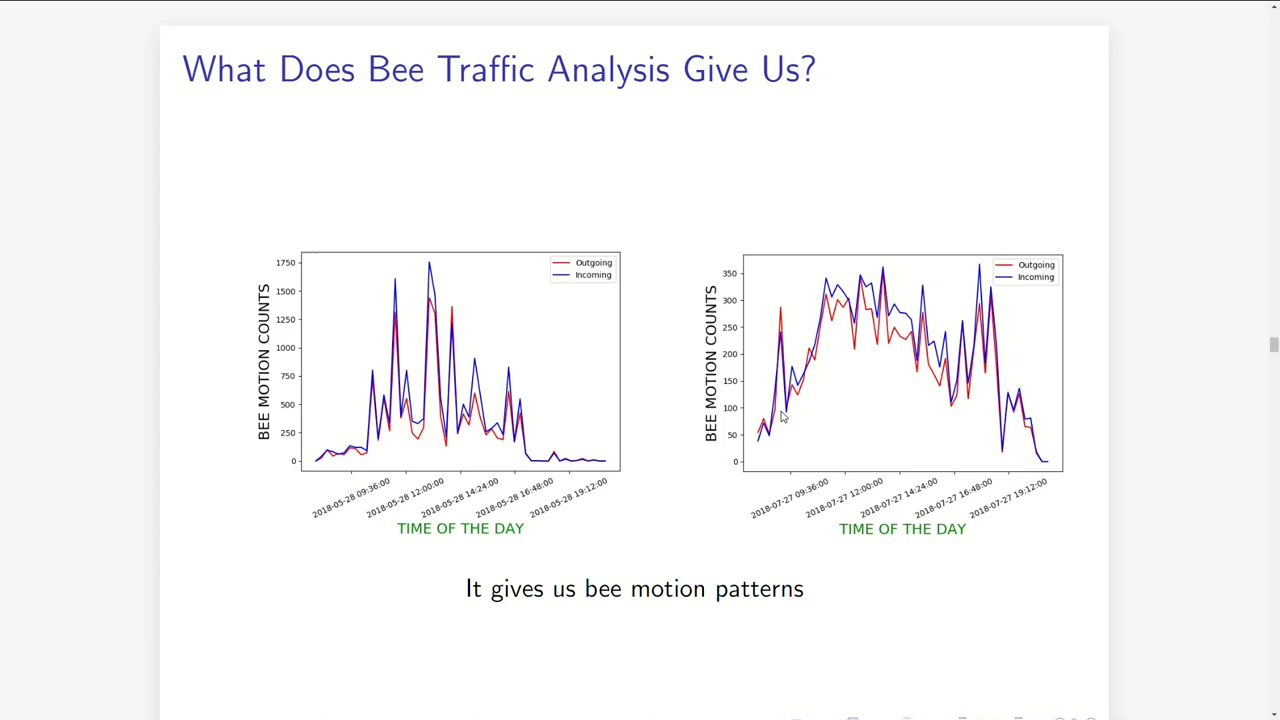 What Does Bee Traffic Analysis Give Us?
1750
1500
1250
1000
750
500
250
0
BEE MOTION COUNTS
Outgoing
Incoming
2018-05-28 09:36:00
2018-05-28 12:00:00
2018-05-28 14:24:00
2018-05-28 16:48:00
2018-05-28 19:12:00
TIME OF THE DAY
350
300
250
200
150
100
50
0
BEE MOTION COUNTS
Outgoing
Incoming
2018-07-27 09:36:00
2018-07-27 12:00:00
2018-07-27 14:24:00
2018-07-27 16:48:00
2018-07-27 19:12:00
TIME OF THE DAY
It gives us bee motion patterns